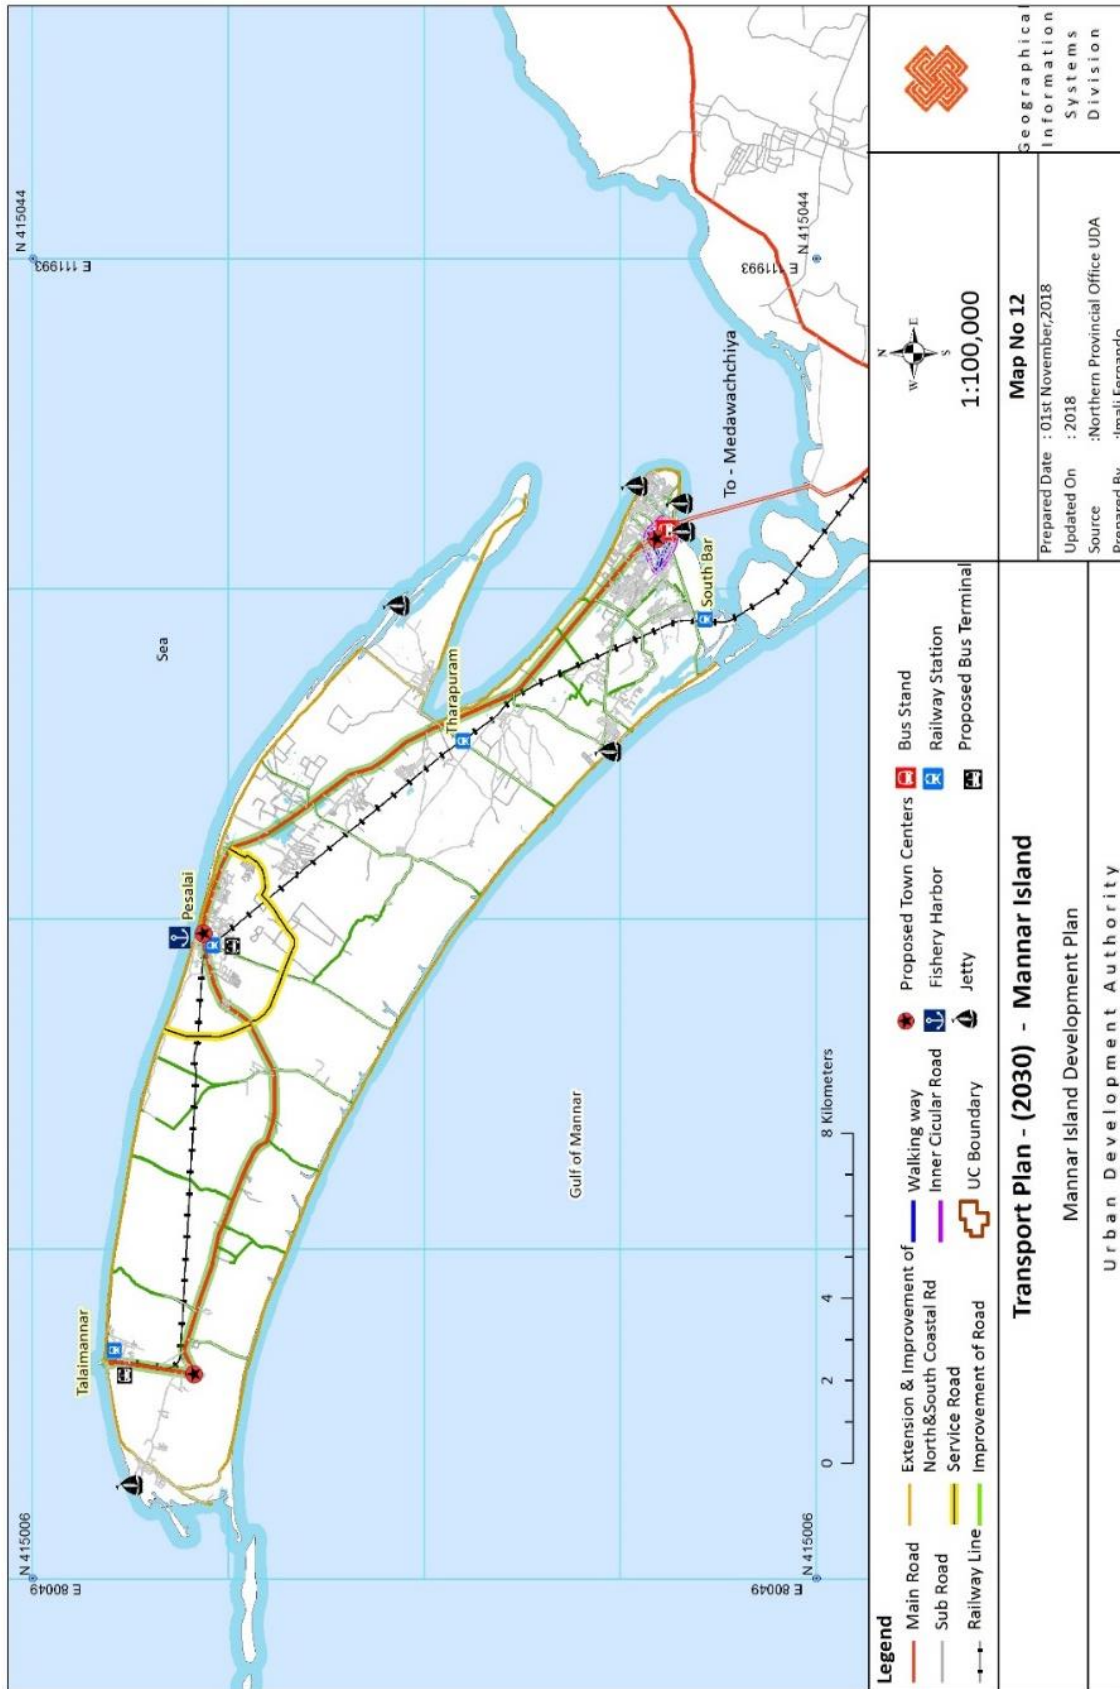 N 415006
E 80049
N 415044
E 111993
Sea
Talaimannar
Pesalai
Tharapuram
South Bar
To - Medawachchiya
Gulf of Mannar
N 415006
E 80049
N 415044
E 111993
0 2 4 8 Kilometers
Legend
Main Road
Sub Road
Railway Line
Extension & Improvement of
North&South Coastal Rd
Service Road
Improvement of Road
Walking way
Inner Cicular Road
UC Boundary
Proposed Town Centers
Fishery Harbor
Jetty
Bus Stand
Railway Station
Proposed Bus Terminal
Transport Plan - (2030) - Mannar Island
Mannar Island Development Plan
Urban Development Authority
N
W E
S
1:100,000
Map No 12
Prepared Date : 01st November,2018
Updated On : 2018
Source :Northern Provincial Office UDA
Prepared By :Imali Fernando
Geographical
Information
Systems
Division